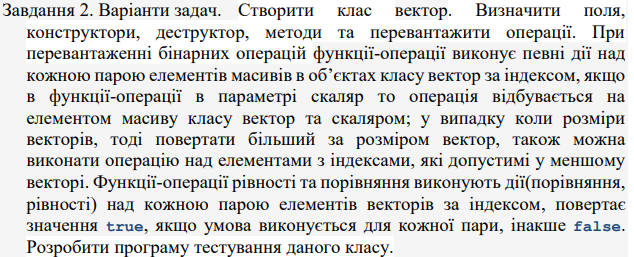 Завдання 2. Варіанти задач. Створити клас вектор. Визначити поля,
конструктори, деструктор, методи та перевантажити операції. При
перевантаженні бінарних операцій функції-операції виконує певні дії над
кожною парою елементів масивів в об’єктах класу вектор за індексом, якщо
в функції-операції в параметрі скаляр то операція відбувається на
елементом масиву класу вектор та скаляром; у випадку коли розміри
векторів, тоді повертати більший за розміром вектор, також можна
виконати операцію над елементами з індексами, які допустимі у меншому
векторі. Функції-операції рівності та порівняння виконують дії(порівняння,
рівності) над кожною парою елементів векторів за індексом, повертає
значення true, якщо умова виконується для кожної пари, інакше false.
Розробити програму тестування даного класу.